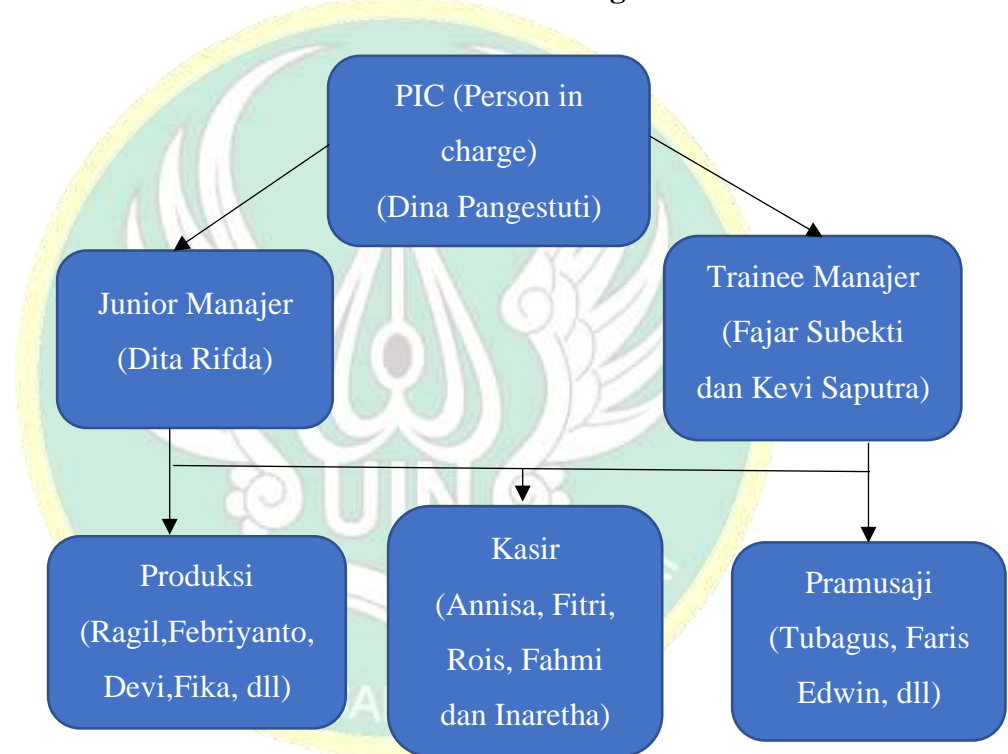 PIC (Person in
charge)
(Dina Pangestuti)
Junior Manajer
(Dita Rifda)
Trainee Manajer
(Fajar Subekti
dan Kevi Saputra)
Produksi
(Ragil,Febriyanto,
Devi,Fika, dll)
Kasir
(Annisa, Fitri,
Rois, Fahmi
dan Inaretha)
Pramusaji
(Tubagus, Faris
Edwin, dll)
UIN